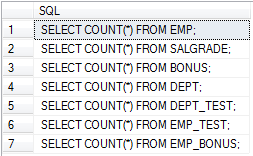 SQL
1 SELECT COUNT(*) FROM EMP;
2 SELECT COUNT(*) FROM SALGRADE;
3 SELECT COUNT(*) FROM BONUS;
4 SELECT COUNT(*) FROM DEPT;
5 SELECT COUNT(*) FROM DEPT_TEST;
6 SELECT COUNT(*) FROM EMP_TEST;
7 SELECT COUNT(*) FROM EMP_BONUS;